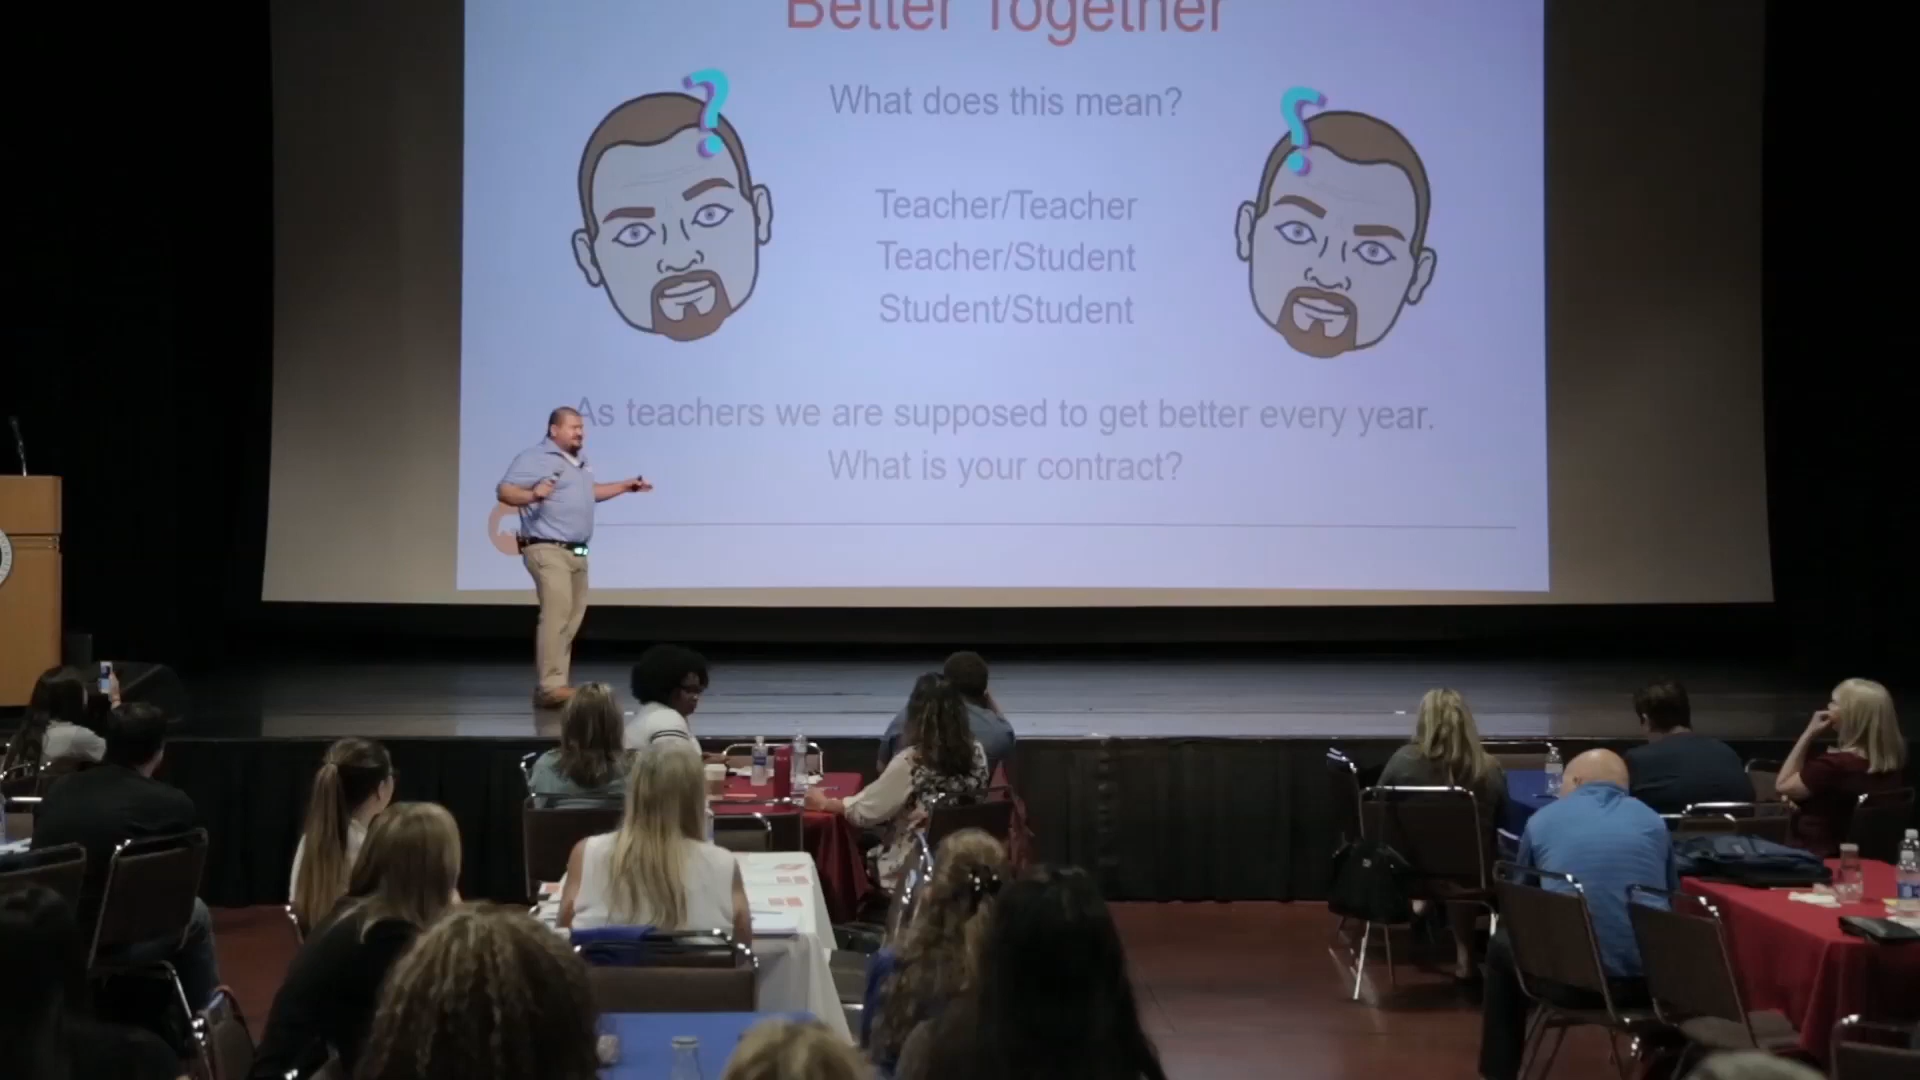 Better Together
What does this mean?
Teacher/Teacher
Teacher/Student
Student/Student
As teachers we are supposed to get better every year.
What is your contract?